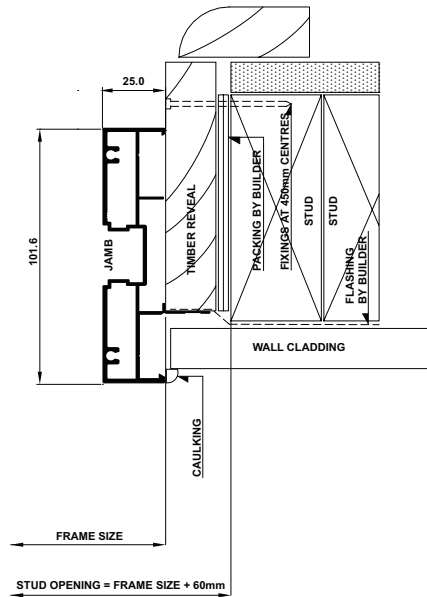 25.0
101.6
JAMB
TIMBER REVEAL
PACKING BY BUILDER
FIXINGS AT 450mm CENTRES
STUD
STUD
FLASHING
BY BUILDER
WALL CLADDING
CAULKING
FRAME SIZE
STUD OPENING = FRAME SIZE + 60mm